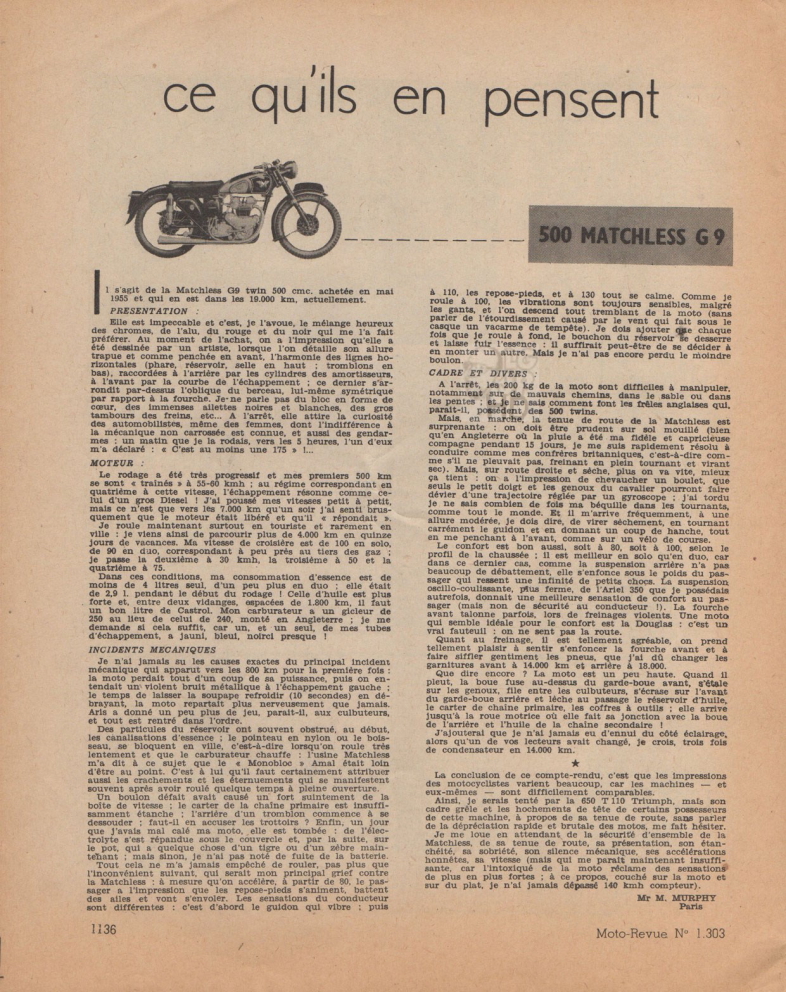 ce qu'ils en pensent
500 MATCHLESS G 9
Il s'agit de la Matchless G9 twin 500 cmc. achetée en mai
1955 et qui en est dans les 19.000 km, actuellement.
PRESENTATION :
Elle est impeccable et c'est, je l'avoue, le mélange heureux
des chromes, de l'alu, du rouge et du noir qui me l'a fait
préférer. Au moment de l'achat, on a l'impression qu'elle a
été dessinée par un artiste, lorsque l'on détaille son allure
trapue et comme penchée en avant, l'harmonie des lignes ho-
rizontales (phare, réservoir, selle en haut ; tromblons en
bas), raccordées à l'arrière par les cylindres des amortisseurs,
à l'avant par la courbe de l'échappement ; ce dernier s'ar-
rondit par-dessus l'oblique du berceau, lui-même symétrique
par rapport à la fourche. Je ne parle pas du bloc en forme de
cœur, des immenses ailettes noires et blanches, des gros
tambours des freins, etc... A l'arrêt, elle attire la curiosité
des automobilistes, même des femmes, dont l'indifférence à
la mécanique non carrossée est connue, et aussi des gendar-
mes : un matin que je la rodais, vers les 5 heures, l'un d'eux
m'a déclaré : « C'est au moins une 175 » !...
MOTEUR :
Le rodage a été très progressif et mes premiers 500 km
se sont « traînés » à 55-60 kmh ; au régime correspondant en
quatrième à cette vitesse, l'échappement résonne comme ce-
lui d'un gros Diesel ! J'ai poussé mes vitesses petit à petit,
mais ce n'est que vers les 7.000 km qu'un soir j'ai senti brus-
quement que le moteur était libéré et qu'il « répondait ».
Je roule maintenant surtout en touriste et rarement en
ville : je viens ainsi de parcourir plus de 4.000 km en quinze
jours de vacances. Ma vitesse de croisière est de 100 en solo,
de 90 en duo, correspondant à peu près au tiers des gaz ;
je passe la deuxième à 30 kmh, la troisième à 50 et la
quatrième à 75.
Dans ces conditions, ma consommation d'essence est de
moins de 4 litres seul, d'un peu plus en duo ; elle était
de 2,9 l. pendant le début du rodage ! Celle d'huile est plus
forte et, entre deux vidanges, espacées de 1.800 km, il faut
un bon litre de Castrol. Mon carburateur a un gicleur de
250 au lieu de celui de 240, monté en Angleterre ; je me
demande si cela suffit, car un, et un seul, de mes tubes
d'échappement, a jauni, bleui, noirci presque !
INCIDENTS MECANIQUES
Je n'ai jamais su les causes exactes du principal incident
mécanique qui apparut vers les 800 km pour la première fois ;
la moto perdait tout d'un coup de sa puissance, puis on en-
tendait un violent bruit métallique à l'échappement gauche ;
le temps de laisser la soupape refroidir (10 secondes) en dé-
brayant, la moto repartait plus nerveusement que jamais.
Aris a donné un peu plus de jeu, parait-il, aux culbuteurs,
et tout est rentré dans l'ordre.
Des particules du réservoir ont souvent obstrué, au début,
les canalisations d'essence ; le pointeau en nylon ou le bois-
seau, se bloquent en ville, c'est-à-dire lorsqu'on roule très
lentement et que le carburateur chauffe : l'usine Matchless
m'a dit à ce sujet que le « Monobloc » Amal était loin
d'être au point. C'est à lui qu'il faut certainement attribuer
aussi les crachements et les éternuements qui se manifestent
souvent après avoir roulé quelque temps à pleine ouverture.
Un boulon défait avait causé un fort suintement de la
boîte de vitesse ; le carter de la chaîne primaire est insuffi-
samment étanche ; l'arrière d'un tromblon commence à se
dessouder ; faut-il en accuser les trottoirs ? Enfin, un jour
que j'avais mal calé ma moto, elle est tombée : de l'élec-
trolyte s'est répandue sous le couvercle et, par la suite, sur
le pot, qui a quelque chose d'un tigre ou d'un zèbre main-
tenant ; mais sinon, je n'ai pas noté de fuite de la batterie.
Tout cela ne m'a jamais empêché de rouler, pas plus que
l'inconvénient suivant, qui serait mon principal grief contre
la Matchless : à mesure qu'on accélère, à partir de 80, le pas-
sager a l'impression que les repose-pieds s'animent, battent
des ailes et vont s'envoler. Les sensations du conducteur
sont différentes : c'est d'abord le guidon qui vibre ; puis
à 110, les repose-pieds, et à 130 tout se calme. Comme je
roule à 100, les vibrations sont toujours sensibles, malgré
les gants, et l'on descend tout tremblant de la moto (sans
parler de l'étourdissement causé par le vent qui fait sous le
casque un vacarme de tempête). Je dois ajouter que chaque
fois que je roule à fond, le bouchon du réservoir se desserre
et laisse fuir l'essence ; il suffirait peut-être de se décider à
en monter un autre. Mais je n'ai pas encore perdu le moindre
boulon.
CADRE ET DIVERS :
A l'arrêt, les 200 kg de la moto sont difficiles à manipuler,
notamment sur de mauvais chemins, dans le sable ou dans
les pentes ; et je ne sais comment font les frêles anglaises qui,
paraît-il, possèdent des 500 twins.
Mais, en marche, la tenue de route de la Matchless est
surprenante : on doit être prudent sur sol mouillé (bien
qu'en Angleterre où la pluie a été ma fidèle et capricieuse
compagne pendant 15 jours, je me suis rapidement résolu à
conduire comme mes confrères britanniques, c'est-à-dire com-
me s'il ne pleuvait pas, freinant en plein tournant et virant
sec). Mais, sur route droite et sèche, plus on va vite, mieux
ça tient : on a l'impression de chevaucher un boulet, que
seuls le petit doigt et les genoux du cavalier pourront faire
dévier d'une trajectoire réglée par un gyroscope ; j'ai tordu
je ne sais combien de fois ma béquille dans les tournants,
comme tout le monde. Et il m'arrive fréquemment, à une
allure modérée, je dois dire, de virer sèchement, en tournant
carrément le guidon et en donnant un coup de hanche, tout
en me penchant à l'avant, comme sur un vélo de course.
Le confort est bon aussi, soit à 80, soit à 100, selon le
profil de la chaussée ; il est meilleur en solo qu'en duo, car
dans ce dernier cas, comme la suspension arrière n'a pas
beaucoup de débattement, elle s'enfonce sous le poids du pas-
sager qui ressent une infinité de petits chocs. La suspension
oscillo-coulissante, plus ferme, de l'Ariel 350 que je possédais
autrefois, donnait une meilleure sensation de confort au pas-
sager (mais non de sécurité au conducteur !). La fourche
avant talonne parfois, lors de freinages violents. Une moto
qui semble idéale pour le confort est la Douglas : c'est un
vrai fauteuil : on ne sent pas la route.
Quant au freinage, il est tellement agréable, on prend
tellement plaisir à sentir s'enfoncer la fourche avant et à
faire siffler gentiment les pneus, que j'ai dû changer les
garnitures avant à 14.000 km et arrière à 18.000.
Que dire encore ? La moto est un peu haute. Quand il
pleut, la boue fuse au-dessus du garde-boue avant, s'étale
sur les genoux, file entre les culbuteurs, s'écrase sur l'avant
du garde-boue arrière et lèche au passage le réservoir d'huile,
le carter de chaîne primaire, les coffres à outils ; elle arrive
jusqu'à la roue motrice où elle fait sa jonction avec la boue
de l'arrière et l'huile de la chaîne secondaire !
J'ajouterai que je n'ai jamais eu d'ennui du côté éclairage,
alors qu'un de vos lecteurs avait changé, je crois, trois fois
de condensateur en 14.000 km.
★
La conclusion de ce compte-rendu, c'est que les impressions
des motocyclistes varient beaucoup, car les machines — et
eux-mêmes — sont difficilement comparables.
Ainsi, je serais tenté par la 650 T 110 Triumph, mais son
cadre grêle et les hochements de tête de certains possesseurs
de cette machine, à propos de sa tenue de route, sans parler
de la dépréciation rapide et brutale des motos, me fait hésiter.
Je me loue en attendant de la sécurité d'ensemble de la
Matchless, de sa tenue de route, sa présentation, son étan-
chéité, sa sobriété, son silence mécanique, ses accélérations
honnêtes, sa vitesse (mais qui me paraît maintenant insuffi-
sante, car l'intoxiqué de la moto réclame des sensations
de plus en plus fortes ; à ce propos, couché sur la moto et
sur du plat, je n'ai jamais dépassé 140 kmh compteur).
Mr M. MURPHY
Paris
1136
Moto-Revue N° 1.303